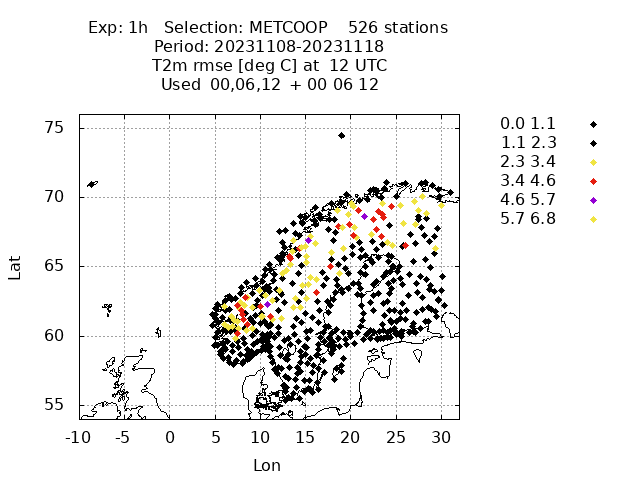 Exp: 1h   Selection: METCOOP    526 stations
Period: 20231108-20231118
T2m rmse [deg C] at  12 UTC
Used  00,06,12  + 00 06 12
75
70
65
60
55
Lat
-10 -5 0 5 10 15 20 25 30
Lon
0.0 1.1
1.1 2.3
2.3 3.4
3.4 4.6
4.6 5.7
5.7 6.8